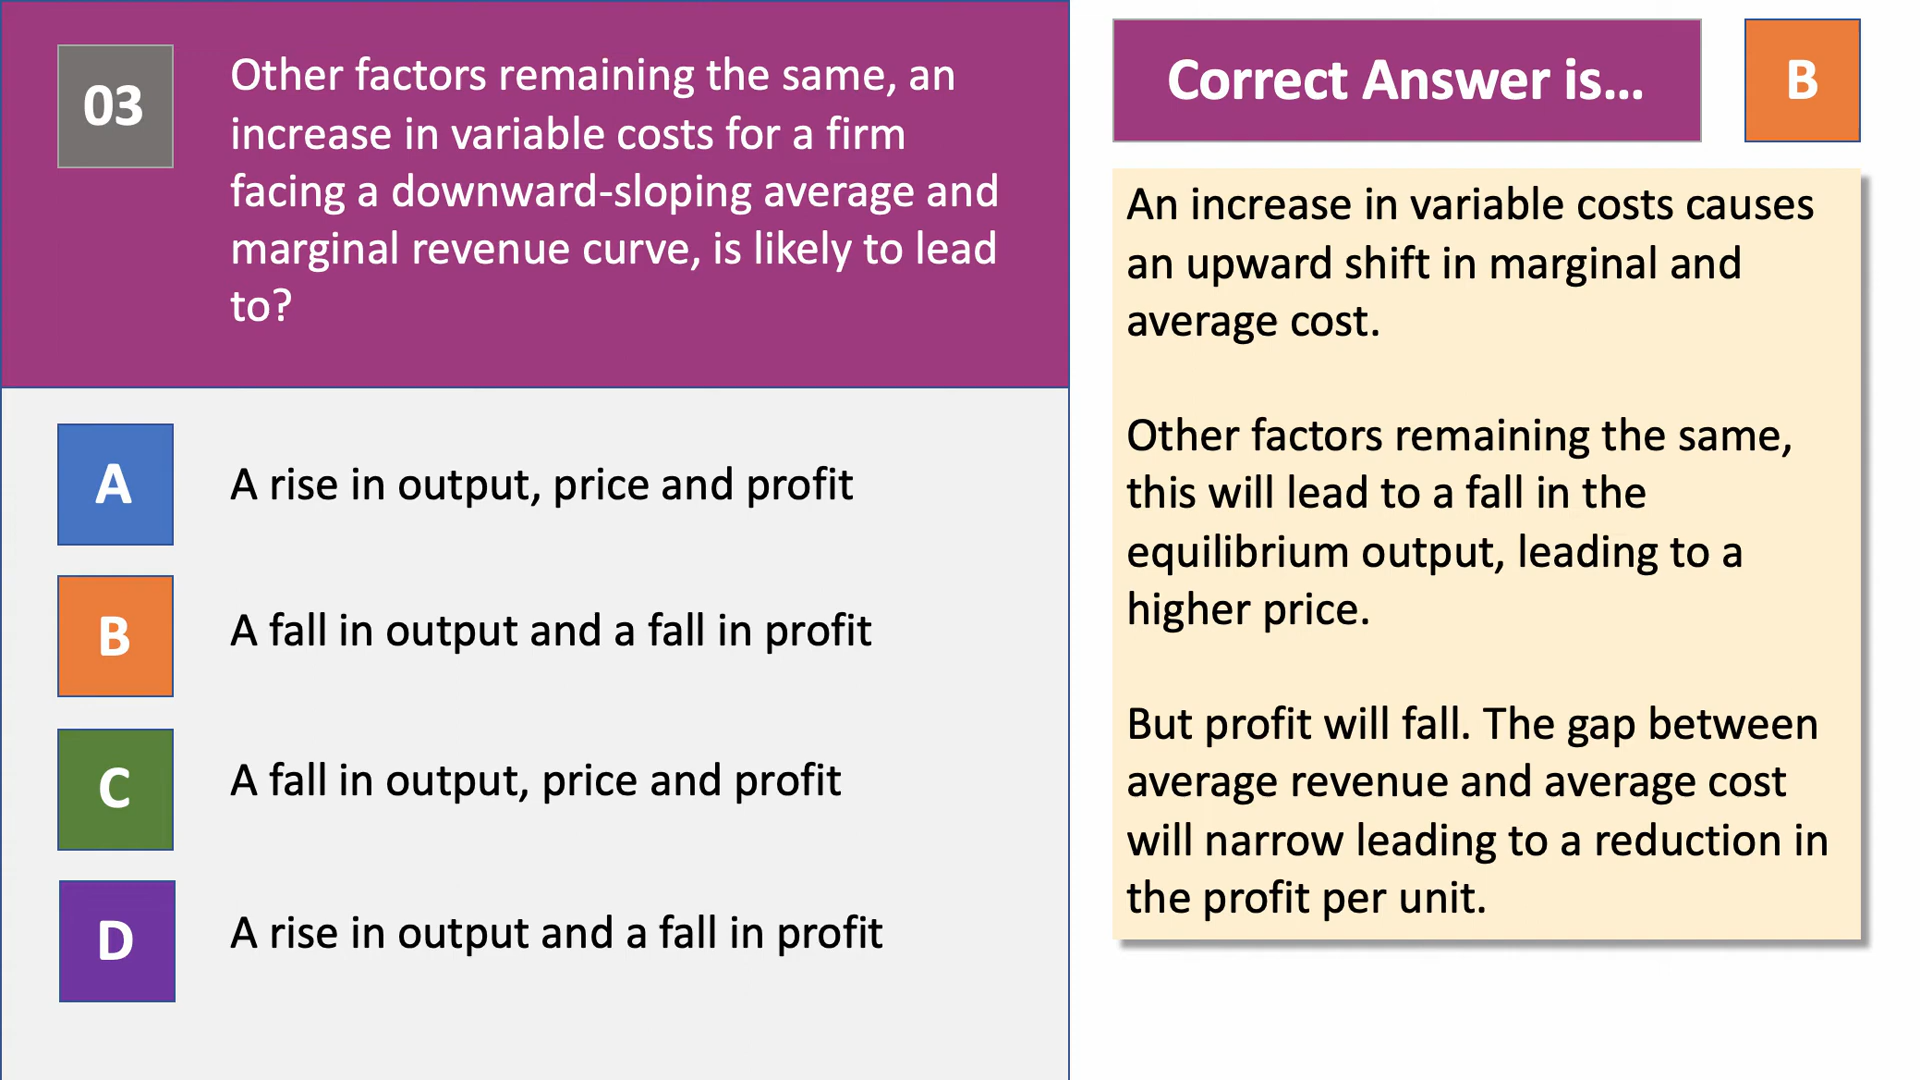 03
Other factors remaining the same, an
increase in variable costs for a firm
facing a downward-sloping average and
marginal revenue curve, is likely to lead
to?
A
A rise in output, price and profit
B
A fall in output and a fall in profit
C
A fall in output, price and profit
D
A rise in output and a fall in profit
Correct Answer is...
B
An increase in variable costs causes
an upward shift in marginal and
average cost.
Other factors remaining the same,
this will lead to a fall in the
equilibrium output, leading to a
higher price.
But profit will fall. The gap between
average revenue and average cost
will narrow leading to a reduction in
the profit per unit.